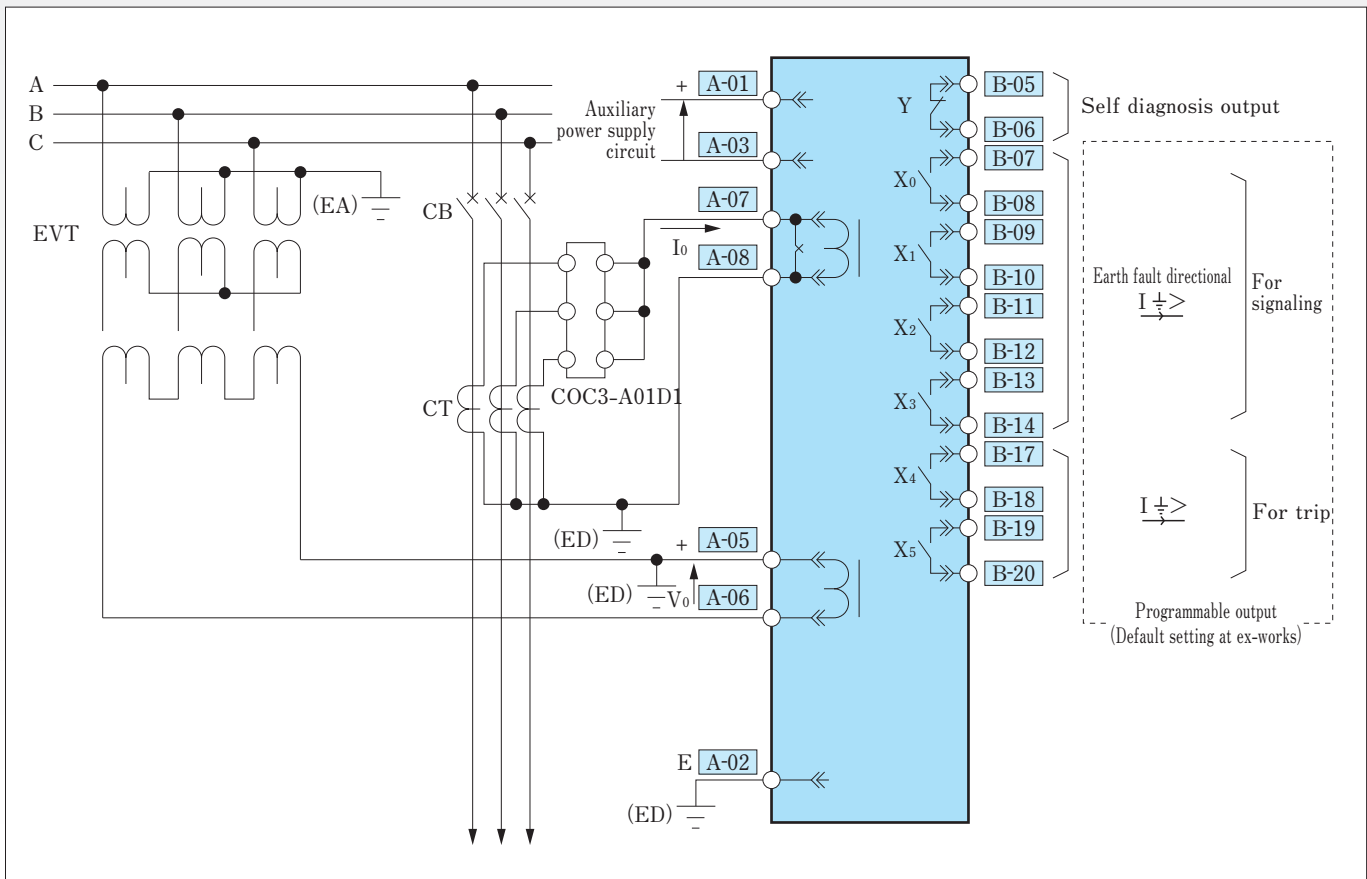 A
B
C
EVT
(EA)
CB
CT
COC3-A01D1
(ED)
(ED)
(ED)
Auxiliary
power supply
circuit
+
A-01
A-03
A-07
I0
A-08
+
A-05
V0
A-06
E
A-02
Y
X0
X1
X2
X3
X4
X5
B-05
B-06
B-07
B-08
B-09
B-10
B-11
B-12
B-13
B-14
B-17
B-18
B-19
B-20
Self diagnosis output
Earth fault directional
I ⏚>
For
signaling
I ⏚>
For trip
Programmable output
(Default setting at ex-works)